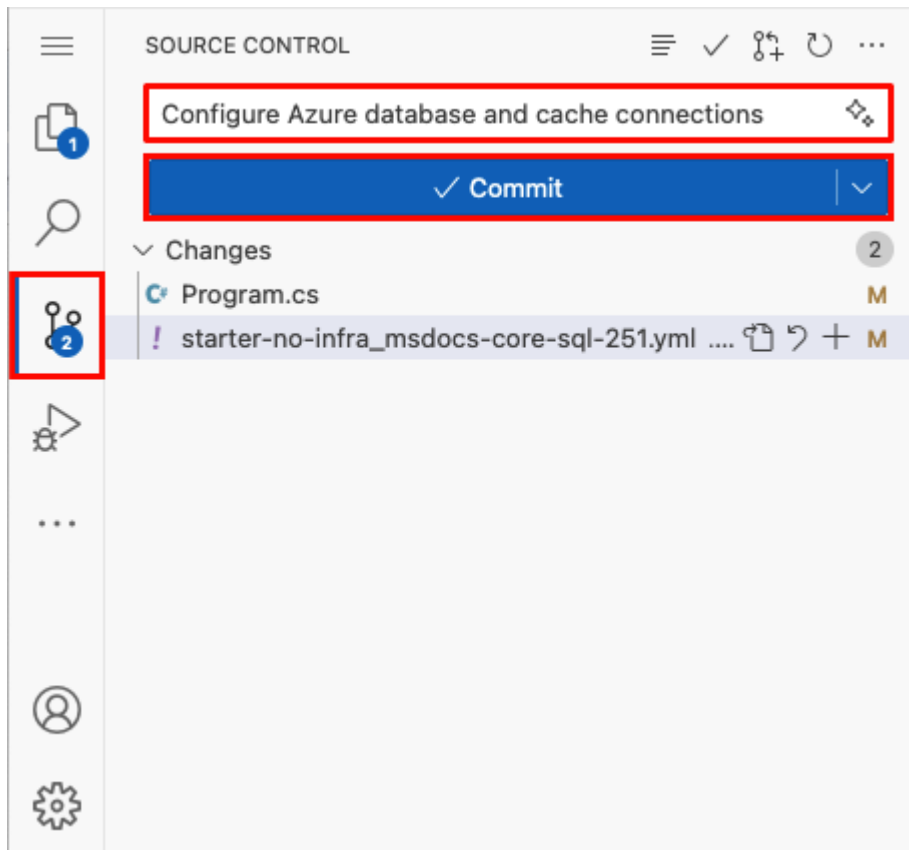 SOURCE CONTROL
1
Configure Azure database and cache connections
Commit
Changes 2
C# Program.cs M
2
! starter-no-infra_msdocs-core-sql-251.yml .... M